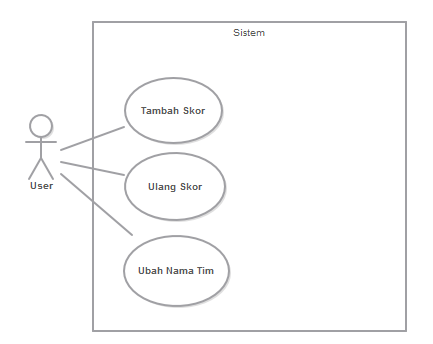 Sistem
Tambah Skor
Ulang Skor
User
Ubah Nama Tim